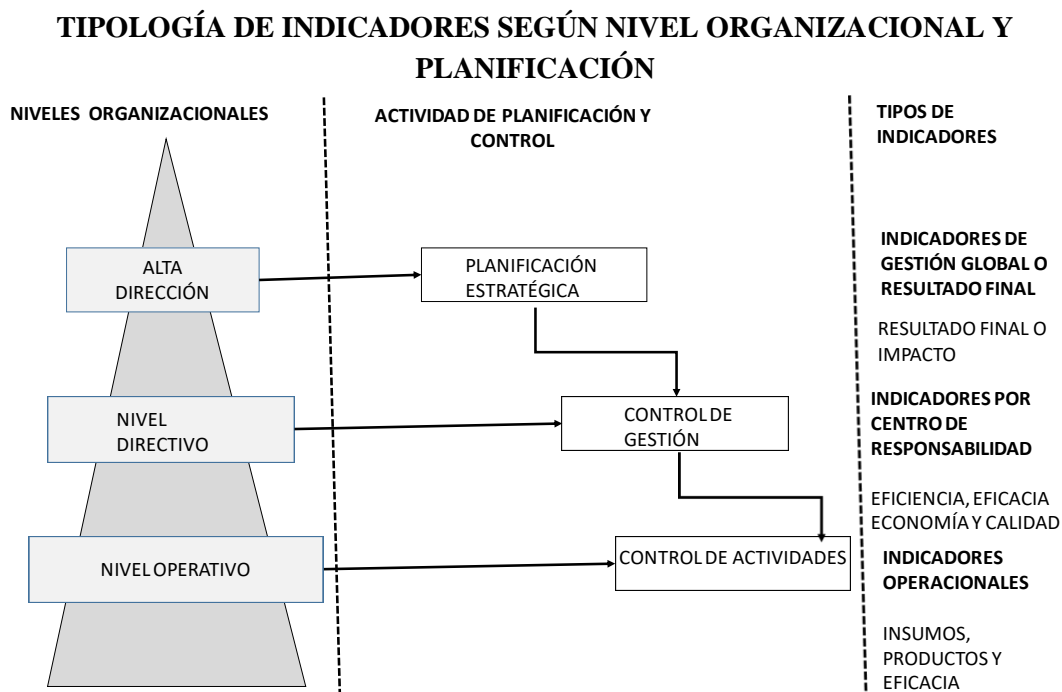 TIPOLOGÍA DE INDICADORES SEGÚN NIVEL ORGANIZACIONAL Y
PLANIFICACIÓN
NIVELES ORGANIZACIONALES
ACTIVIDAD DE PLANIFICACIÓN Y
CONTROL
TIPOS DE
INDICADORES
ALTA
DIRECCIÓN
PLANIFICACIÓN
ESTRATÉGICA
INDICADORES DE
GESTIÓN GLOBAL O
RESULTADO FINAL
RESULTADO FINAL O
IMPACTO
NIVEL
DIRECTIVO
CONTROL DE
GESTIÓN
INDICADORES POR
CENTRO DE
RESPONSABILIDAD
EFICIENCIA, EFICACIA
ECONOMÍA Y CALIDAD
NIVEL OPERATIVO
CONTROL DE ACTIVIDADES
INDICADORES
OPERACIONALES
INSUMOS,
PRODUCTOS Y
EFICACIA